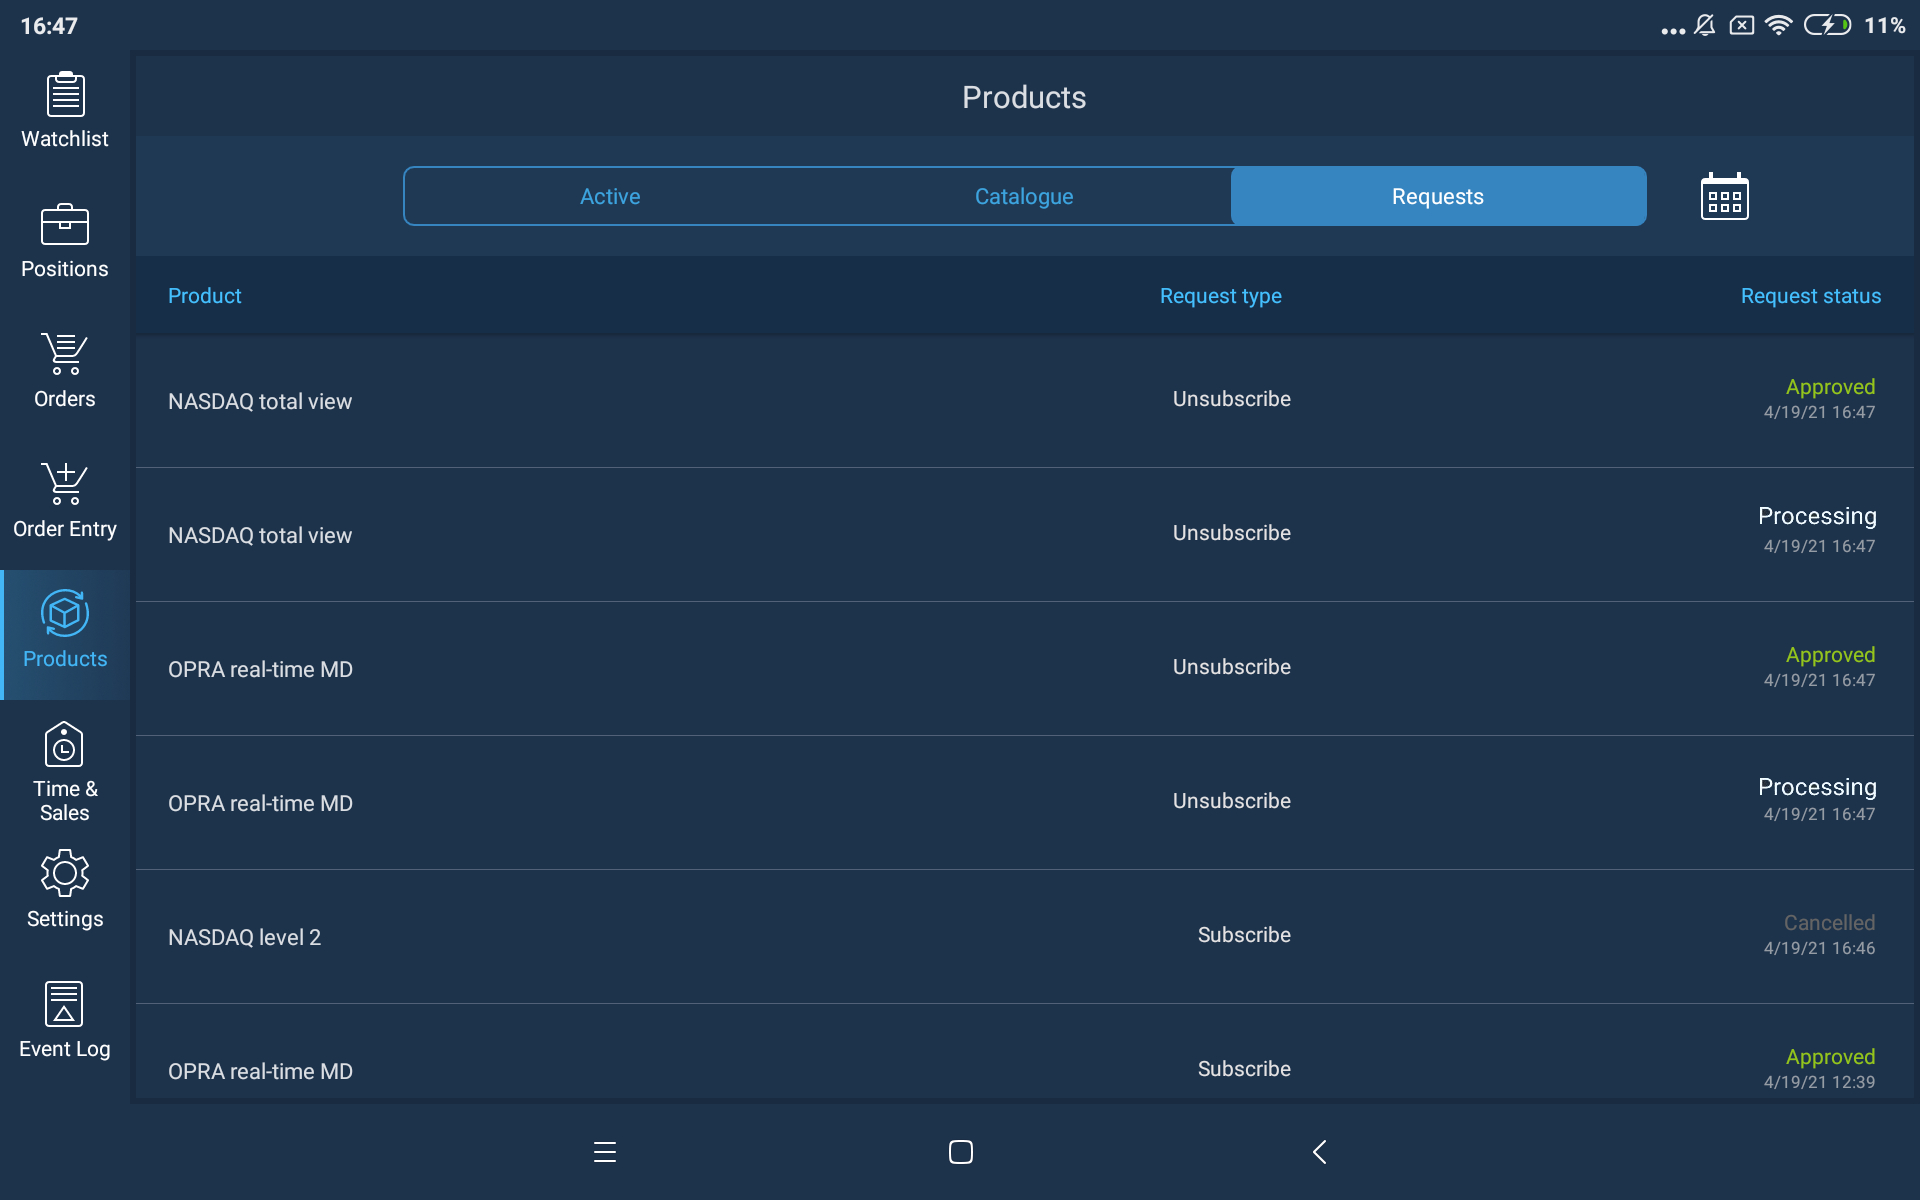 16:47
11%
Watchlist
Positions
Orders
Order Entry
Products
Time &
Sales
Settings
Event Log
Products
Active
Catalogue
Requests
Product
Request type
Request status
NASDAQ total view
Unsubscribe
Approved
4/19/21 16:47
NASDAQ total view
Unsubscribe
Processing
4/19/21 16:47
OPRA real-time MD
Unsubscribe
Approved
4/19/21 16:47
OPRA real-time MD
Unsubscribe
Processing
4/19/21 16:47
NASDAQ level 2
Subscribe
Cancelled
4/19/21 16:46
OPRA real-time MD
Subscribe
Approved
4/19/21 12:39